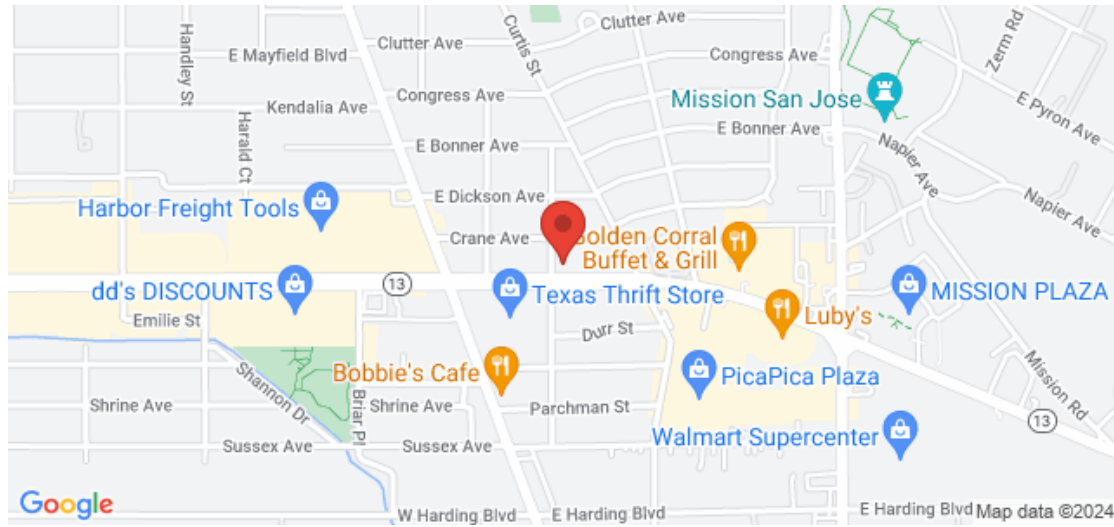 Clutter Ave
Handley St
Curtis St
Clutter Ave
E Mayfield Blvd
Congress Ave
Zerm Rd
Congress Ave
Mission San Jose
E Pyron Ave
Kendalia Ave
Harald Ct
E Bonner Ave
E Bonner Ave
Napier Ave
E Dickson Ave
Napier Ave
Harbor Freight Tools
Crane Ave
Golden Corral
Buffet & Grill
13
dd's DISCOUNTS
Texas Thrift Store
MISSION PLAZA
Emilie St
Durr St
Luby's
Bobbie's Cafe
PicaPica Plaza
Mission Rd
Shannon Dr
Briar Pl
Shrine Ave
Shrine Ave
Parchman St
13
Sussex Ave
Sussex Ave
Walmart Supercenter
Google
W Harding Blvd
E Harding Blvd
E Harding Blvd
Map data ©2024